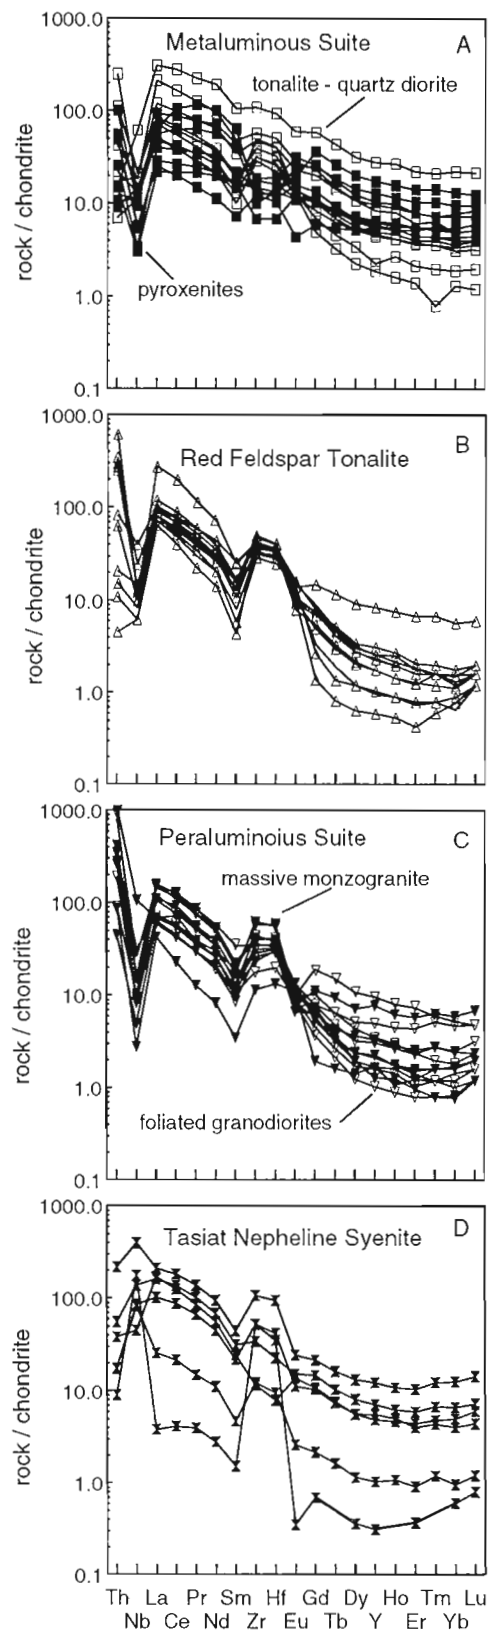 1000.0
Metaluminous Suite
A
tonalite - quartz diorite
100.0
rock / chondrite
10.0
pyroxenites
1.0
0.1
1000.0
B
Red Feldspar Tonalite
100.0
rock / chondrite
10.0
1.0
0.1
1000.0
Peraluminoius Suite
C
massive monzogranite
100.0
rock / chondrite
10.0
1.0
foliated granodiorites
0.1
1000.0
Tasiat Nepheline Syenite
D
100.0
rock / chondrite
10.0
1.0
0.1
Th La Pr Sm Hf Gd Dy Ho Tm Lu
Nb Ce Nd Zr Eu Tb Y Er Yb